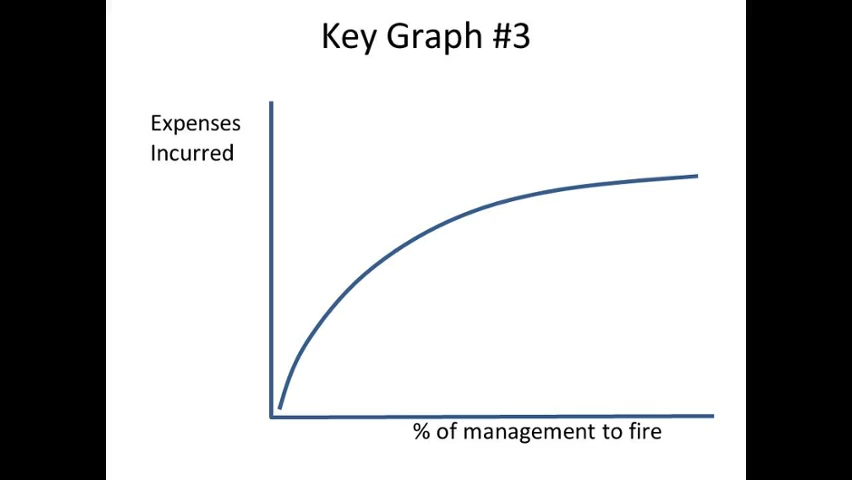 Key Graph #3
Expenses
Incurred
% of management to fire